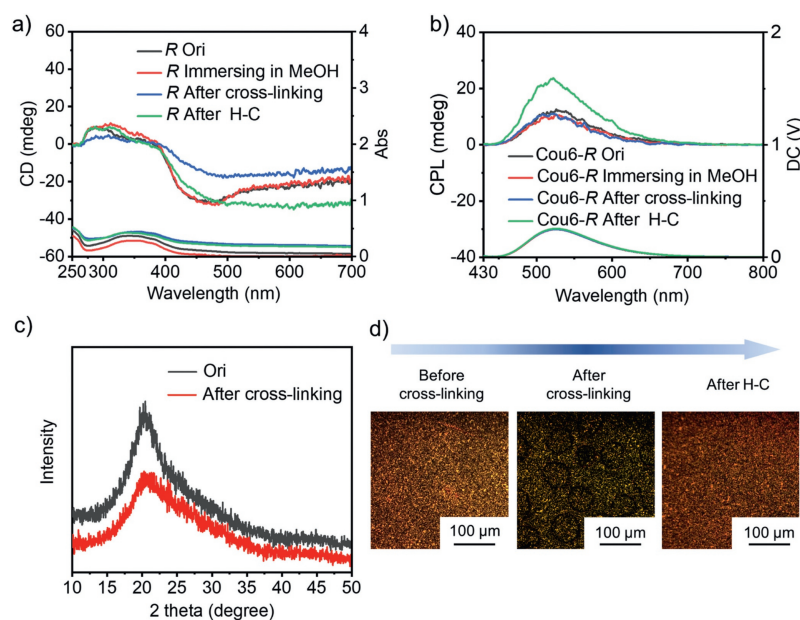 a)
60
40
20
0
-20
-40
-60
CD (mdeg)
4
3
2
1
0
Abs
R Ori
R Immersing in MeOH
R After cross-linking
R After H-C
250 300 400 500 600 700
Wavelength (nm)
b)
40
30
20
10
0
-10
-20
-30
-40
CPL (mdeg)
2
1
0
DC (V)
Cou6-R Ori
Cou6-R Immersing in MeOH
Cou6-R After cross-linking
Cou6-R After H-C
430 500 600 700 800
Wavelength (nm)
c)
Intensity
Ori
After cross-linking
10 15 20 25 30 35 40 45 50
2 theta (degree)
d)
Before
cross-linking
After
cross-linking
After H-C
100 μm
100 μm
100 μm